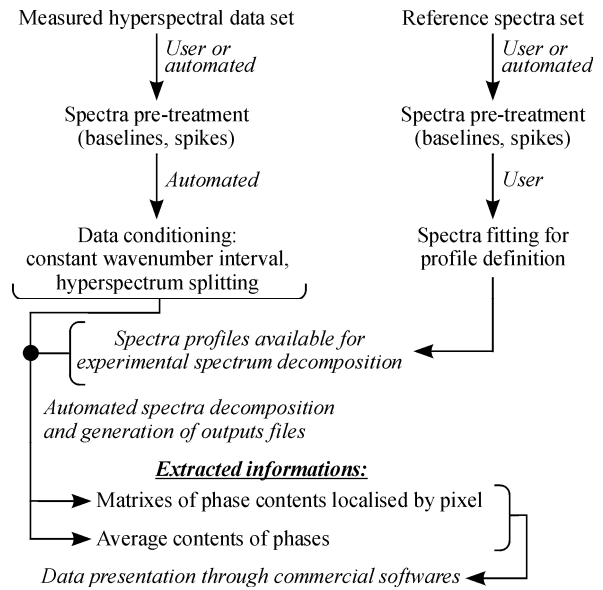 Measured hyperspectral data set
Reference spectra set
User or
automated
User
or automated
Spectra pre-treatment
(baselines, spikes)
Spectra pre-treatment
(baselines, spikes)
Automated
User
Data conditioning:
constant wavenumber interval,
hyperspectrum splitting
Spectra fitting for
profile definition
Spectra profiles available for
experimental spectrum decomposition
Automated spectra decomposition
and generation of outputs files
Extracted informations:
Matrixes of phase contents localised by pixel
Average contents of phases
Data presentation through commercial softwares